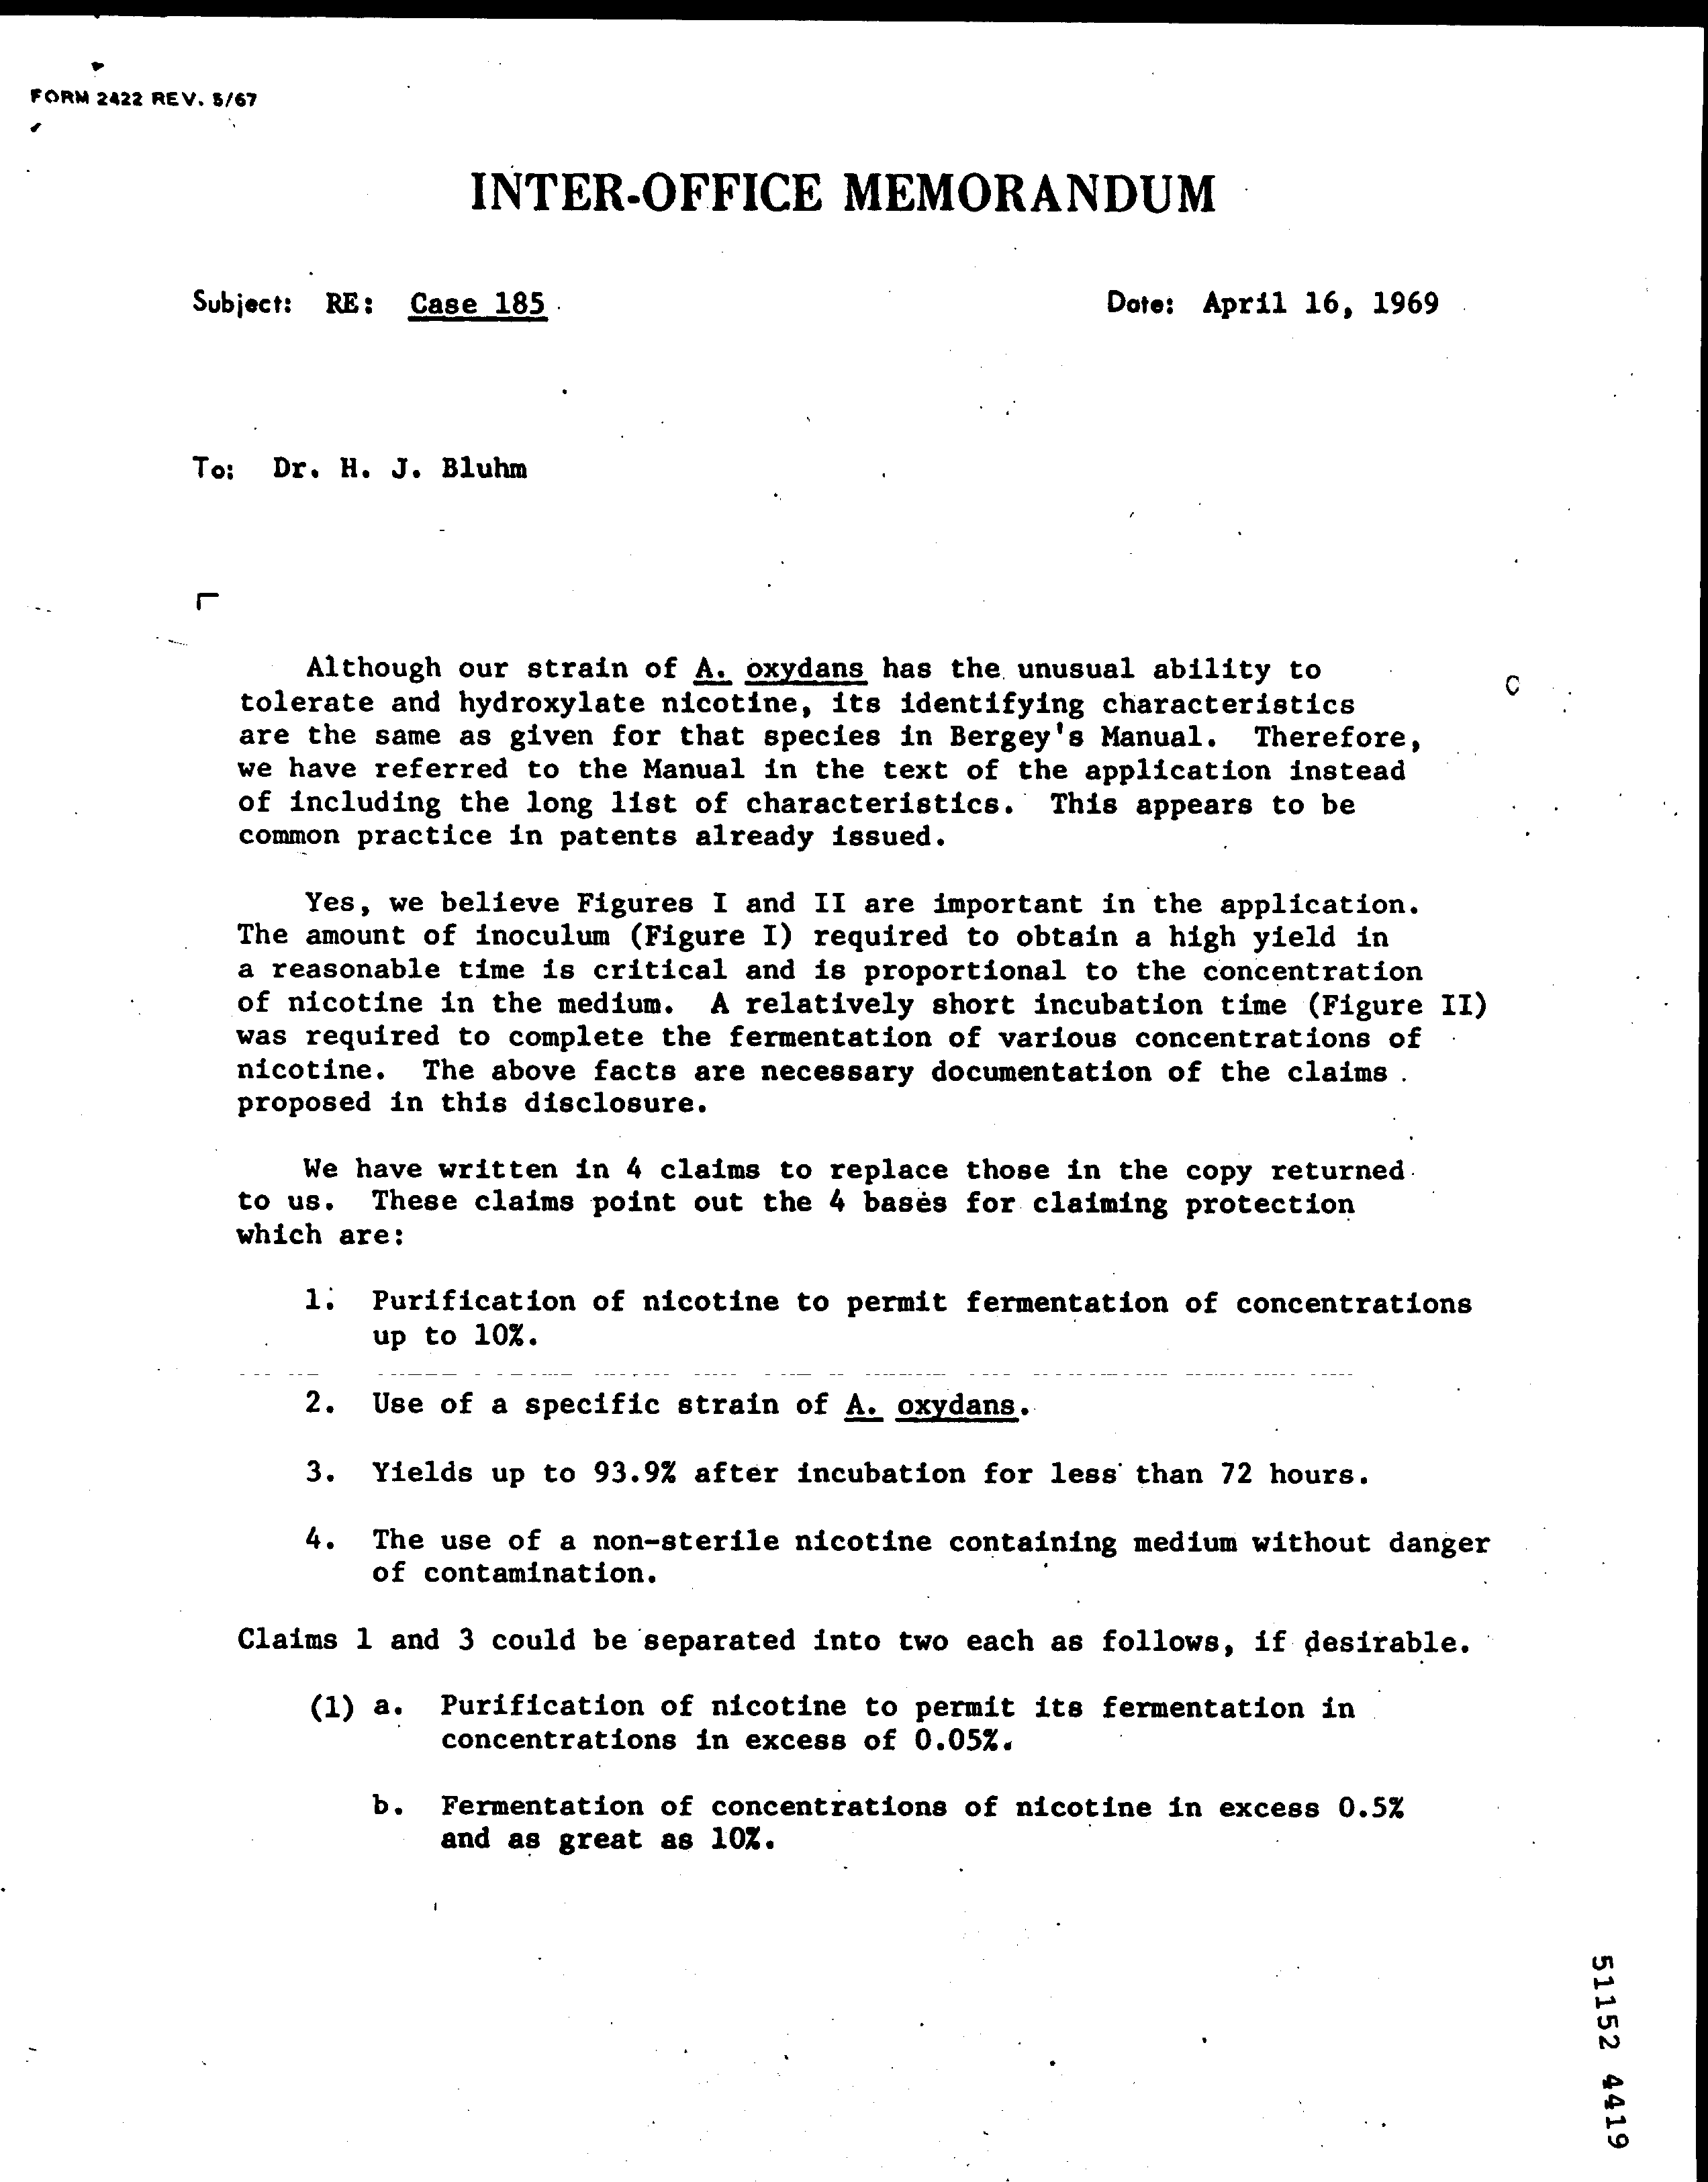 FORM 2422 REV. 5/67
INTER-OFFICE MEMORANDUM
Subject: RE: Case 185
Date: April 16, 1969
To: Dr. H. J. Bluhm
Although our strain of A. oxydans has the unusual ability to
tolerate and hydroxylate nicotine, its identifying characteristics
are the same as given for that species in Bergey's Manual. Therefore,
we have referred to the Manual in the text of the application instead
of including the long list of characteristics. This appears to be
common practice in patents already issued.
Yes, we believe Figures I and II are important in the application.
The amount of inoculum (Figure I) required to obtain a high yield in
a reasonable time is critical and is proportional to the concentration
of nicotine in the medium. A relatively short incubation time (Figure II)
was required to complete the fermentation of various concentrations of
nicotine. The above facts are necessary documentation of the claims
proposed in this disclosure.
We have written in 4 claims to replace those in the copy returned
to us. These claims point out the 4 bases for claiming protection
which are:
1. Purification of nicotine to permit fermentation of concentrations
up to 10%.
2. Use of a specific strain of A. oxydans.
3. Yields up to 93.9% after incubation for less than 72 hours.
4. The use of a non-sterile nicotine containing medium without danger
of contamination.
Claims 1 and 3 could be separated into two each as follows, if desirable.
(1) a. Purification of nicotine to permit its fermentation in
concentrations in excess of 0.05%.
b. Fermentation of concentrations of nicotine in excess 0.5%
and as great as 10%.
51152 4419